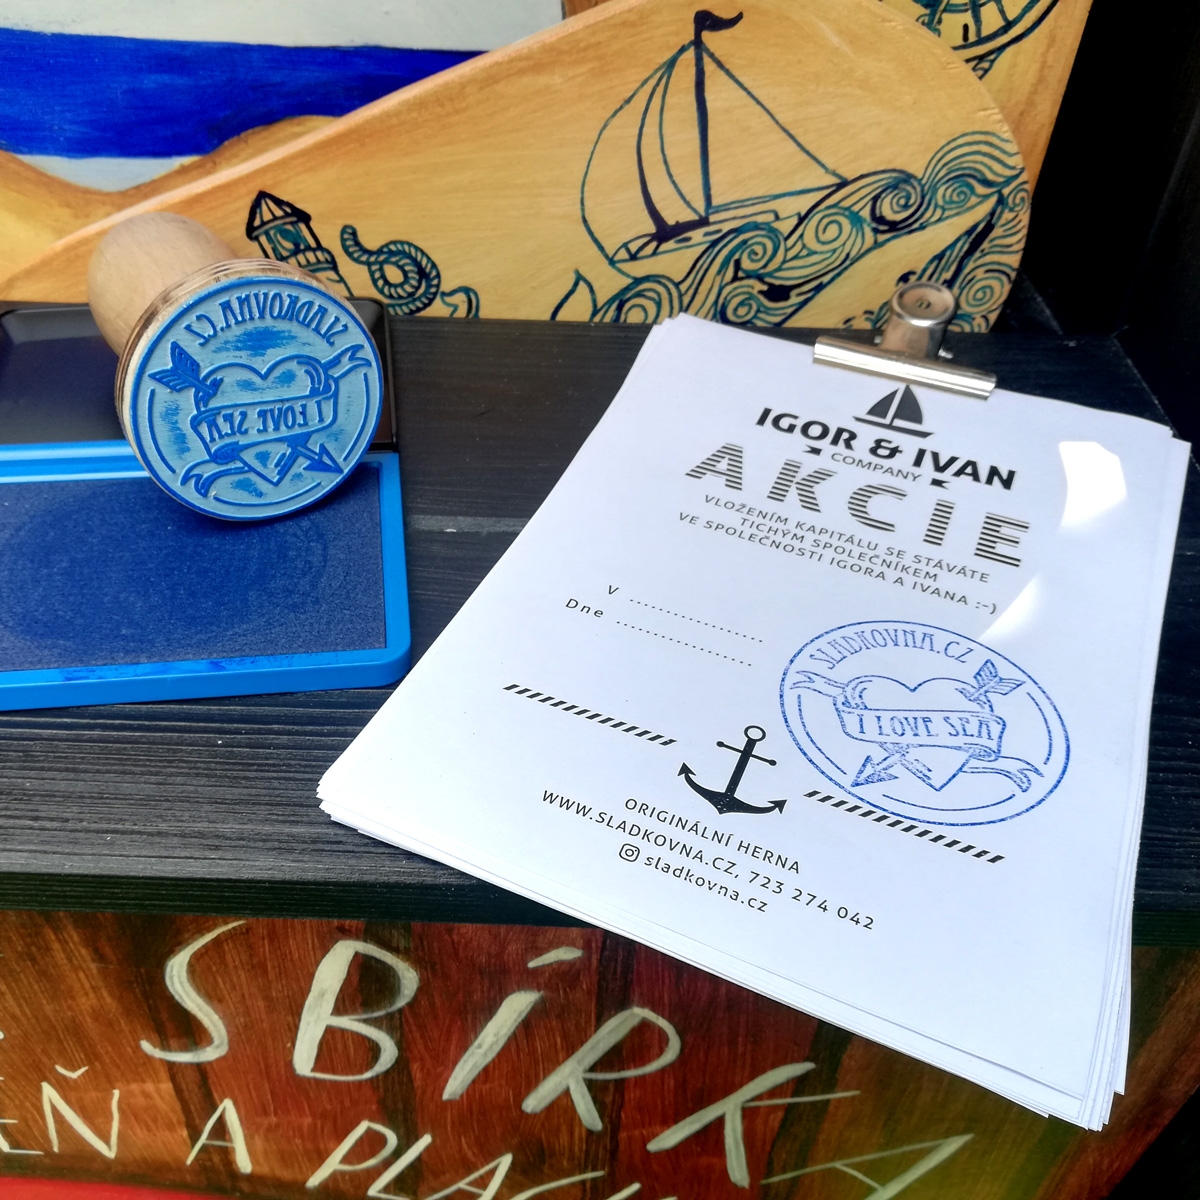 SLADKOVNA.CZ
I LOVE SEA
IGOR & IVAN
COMPANY
AKCIE
VLOŽENÍM KAPITÁLU SE STÁVÁTE
TICHÝM SPOLEČNÍKEM
VE SPOLEČNOSTI IGORA A IVANA :-)
V ....................
Dne ....................
SLADKOVNA.CZ
I LOVE SEA
ORIGINÁLNÍ HERNA
WWW.SLADKOVNA.CZ, 723 274 042
sladkovna.cz
SBÍRKA
A